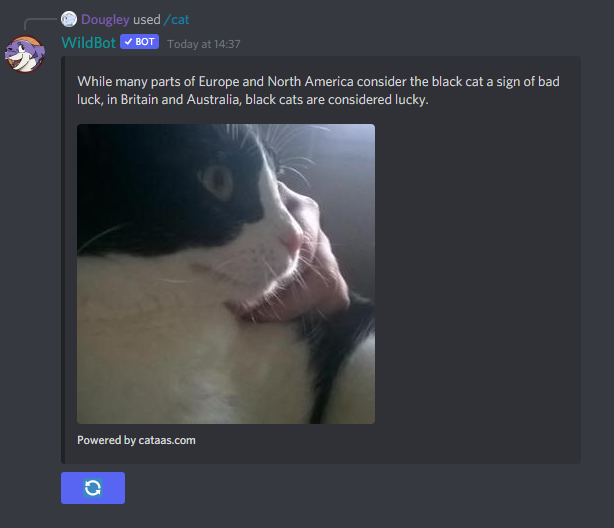 Dougley used /cat
WildBot ✓ BOT Today at 14:37
While many parts of Europe and North America consider the black cat a sign of bad
luck, in Britain and Australia, black cats are considered lucky.
Powered by cataas.com